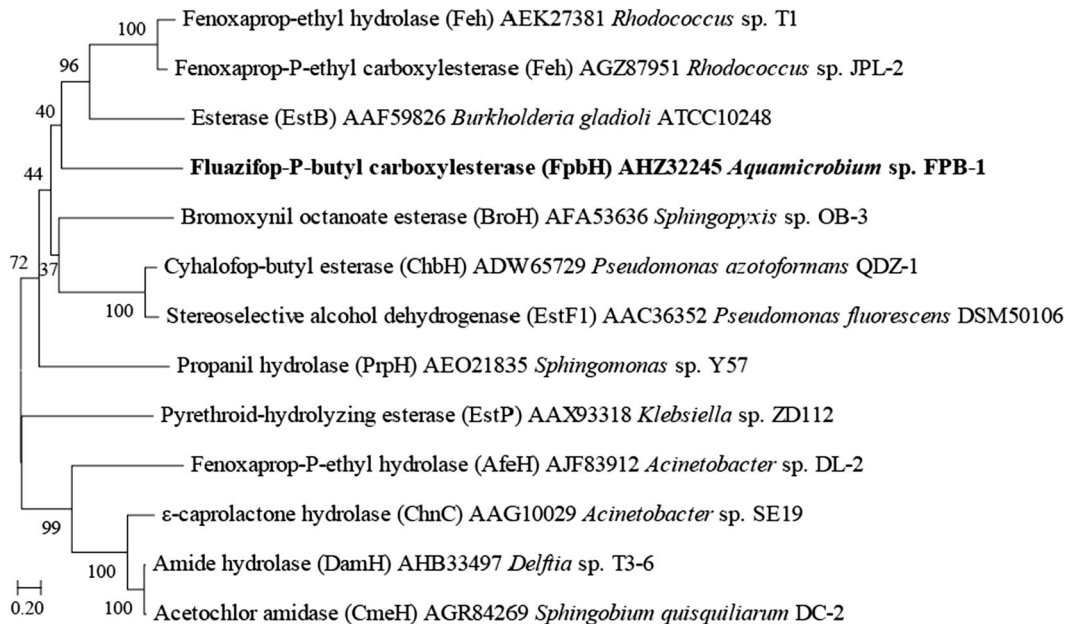 Fenoxaprop-ethyl hydrolase (Feh) AEK27381 Rhodococcus sp. T1
100
96
Fenoxaprop-P-ethyl carboxylesterase (Feh) AGZ87951 Rhodococcus sp. JPL-2
40
Esterase (EstB) AAF59826 Burkholderia gladioli ATCC10248
44
Fluazifop-P-butyl carboxylesterase (FpbH) AHZ32245 Aquamicrobium sp. FPB-1
Bromoxynil octanoate esterase (BroH) AFA53636 Sphingopyxis sp. OB-3
72
37
Cyhalofop-butyl esterase (ChbH) ADW65729 Pseudomonas azotoformans QDZ-1
100
Stereoselective alcohol dehydrogenase (EstF1) AAC36352 Pseudomonas fluorescens DSM50106
Propanil hydrolase (PrpH) AEO21835 Sphingomonas sp. Y57
Pyrethroid-hydrolyzing esterase (EstP) AAX93318 Klebsiella sp. ZD112
Fenoxaprop-P-ethyl hydrolase (AfeH) AJF83912 Acinetobacter sp. DL-2
99
ε-caprolactone hydrolase (ChnC) AAG10029 Acinetobacter sp. SE19
100
Amide hydrolase (DamH) AHB33497 Delftia sp. T3-6
0.20
100
Acetochlor amidase (CmeH) AGR84269 Sphingobium quisquiliarum DC-2